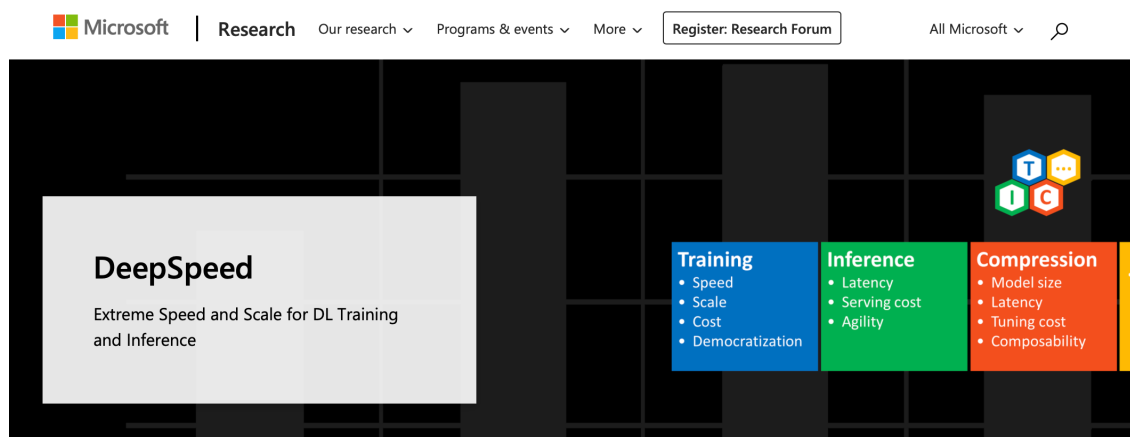 Microsoft Research Our research Programs & events More Register: Research Forum All Microsoft
T ...
I C
DeepSpeed
Extreme Speed and Scale for DL Training
and Inference
Training
• Speed
• Scale
• Cost
• Democratization
Inference
• Latency
• Serving cost
• Agility
Compression
• Model size
• Latency
• Tuning cost
• Composability